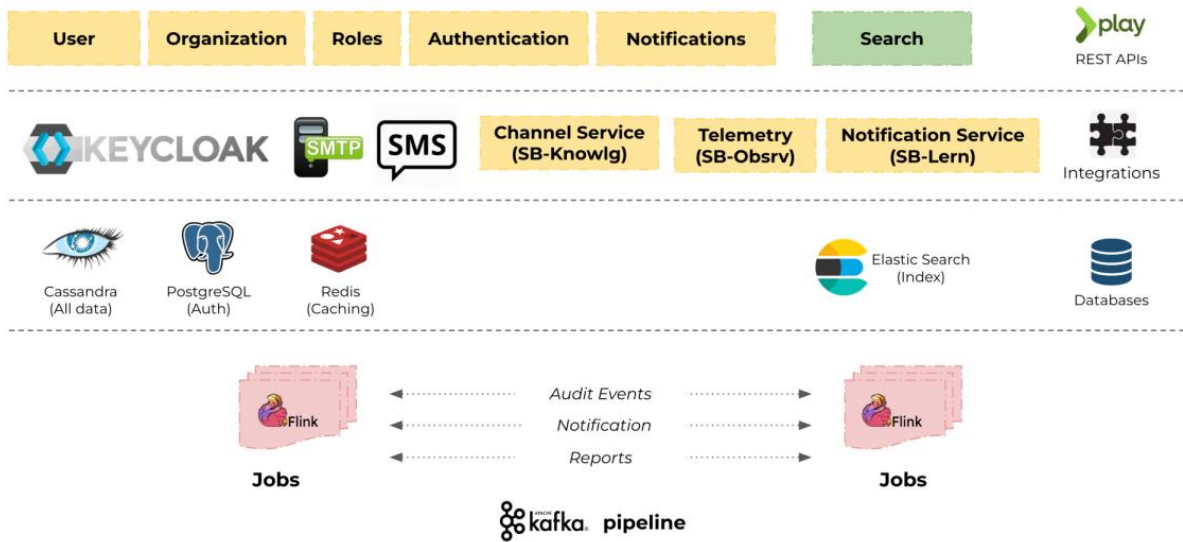 User
Organization
Roles
Authentication
Notifications
Search
play
REST APIs
KEYCLOAK
SMTP
SMS
Channel Service
(SB-Knowlg)
Telemetry
(SB-Obsrv)
Notification Service
(SB-Lern)
Integrations
Cassandra
(All data)
PostgreSQL
(Auth)
Redis
(Caching)
Elastic Search
(Index)
Databases
Flink
Jobs
Audit Events
Notification
Reports
Flink
Jobs
APACHE
kafka® pipeline